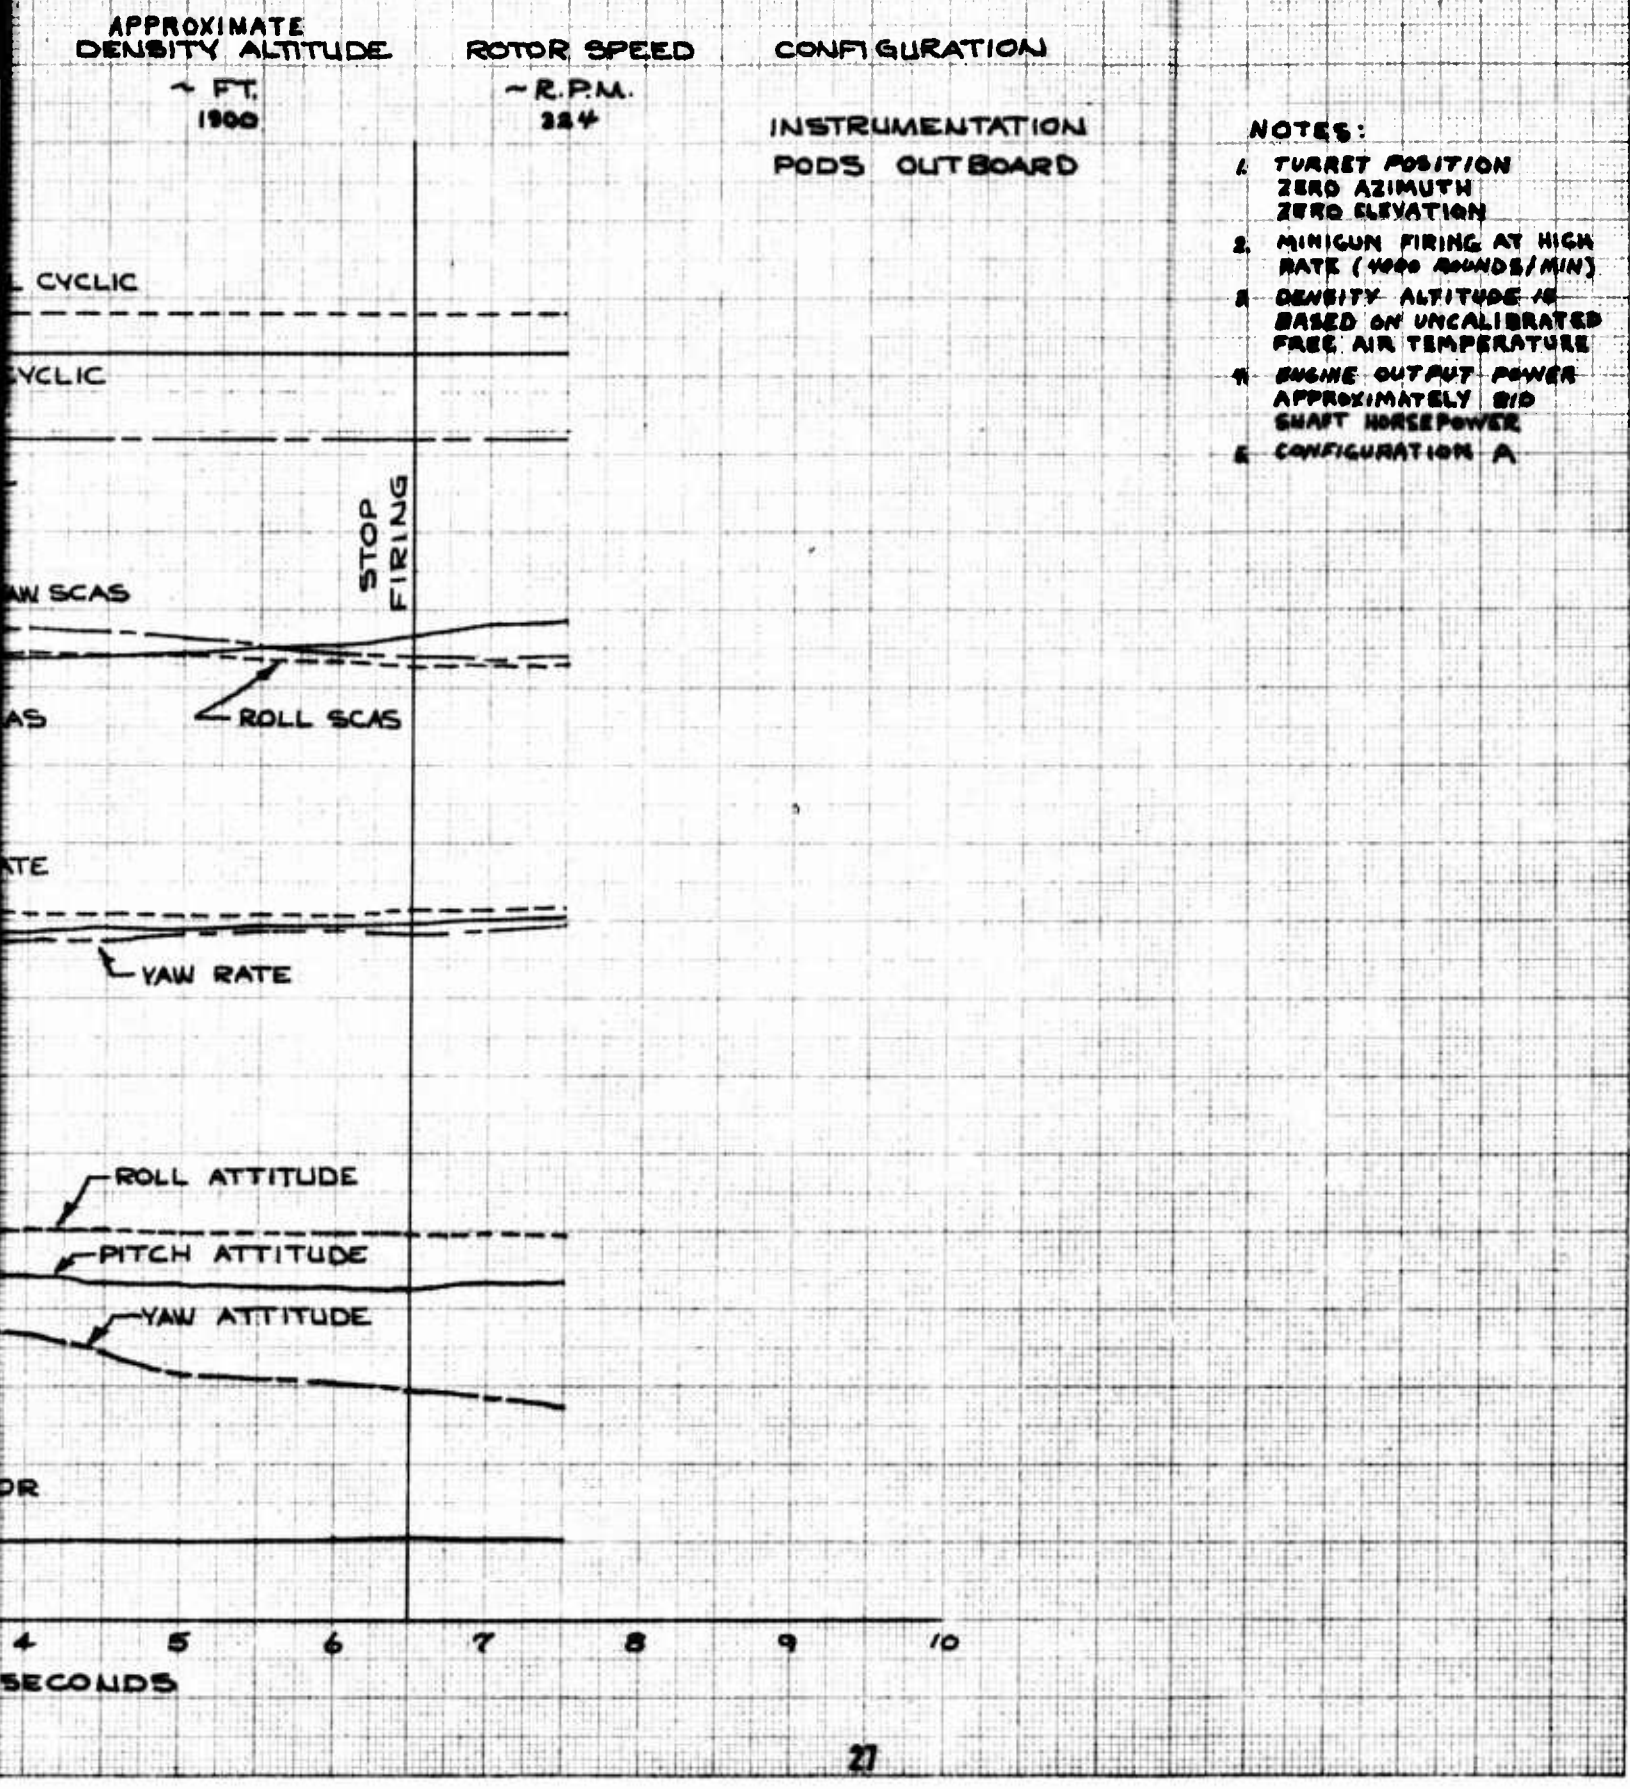 APPROXIMATE
DENSITY ALTITUDE
~ FT.
1900
ROTOR SPEED
~ R.P.M.
324
CONFIGURATION
INSTRUMENTATION
PODS OUTBOARD
NOTES:
1. TURRET POSITION
ZERO AZIMUTH
ZERO ELEVATION
2. MINIGUN FIRING AT HIGH
RATE (4000 ROUNDS/MIN)
3 DENSITY ALTITUDE IS
BASED ON UNCALIBRATED
FREE AIR TEMPERATURE
4 ENGINE OUTPUT POWER
APPROXIMATELY
SHAFT HORSEPOWER
5 CONFIGURATION A
L CYCLIC
YCLIC
STOP
FIRING
AW SCAS
AS
ROLL SCAS
ATE
YAW RATE
ROLL ATTITUDE
PITCH ATTITUDE
YAW ATTITUDE
OR
4 5 6 7 8 9 10
SECONDS
27